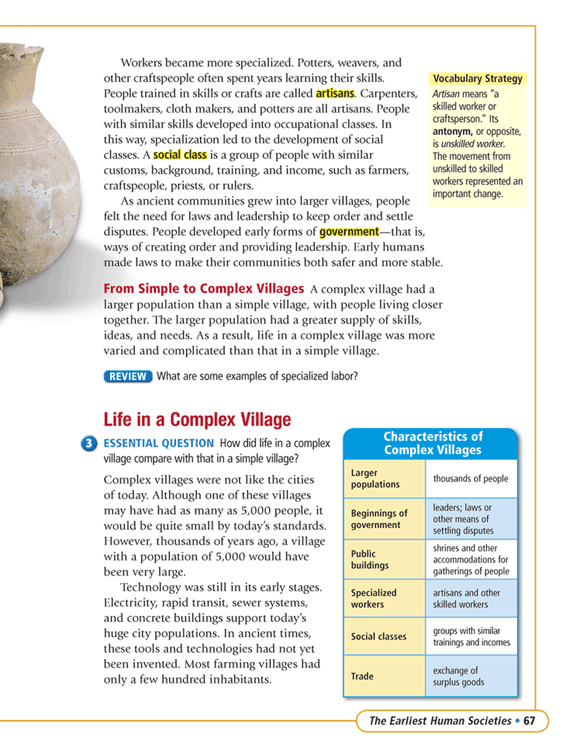 Workers became more specialized. Potters, weavers, and
other craftspeople often spent years learning their skills.
People trained in skills or crafts are called artisans. Carpenters,
toolmakers, cloth makers, and potters are all artisans. People
with similar skills developed into occupational classes. In
this way, specialization led to the development of social
classes. A social class is a group of people with similar
customs, background, training, and income, such as farmers,
craftspeople, priests, or rulers.
As ancient communities grew into larger villages, people
felt the need for laws and leadership to keep order and settle
disputes. People developed early forms of government—that is,
ways of creating order and providing leadership. Early humans
made laws to make their communities both safer and more stable.
Vocabulary Strategy
Artisan means "a
skilled worker or
craftsperson." Its
antonym, or opposite,
is unskilled worker.
The movement from
unskilled to skilled
workers represented an
important change.
From Simple to Complex Villages A complex village had a
larger population than a simple village, with people living closer
together. The larger population had a greater supply of skills,
ideas, and needs. As a result, life in a complex village was more
varied and complicated than that in a simple village.
REVIEW What are some examples of specialized labor?
Life in a Complex Village
3 ESSENTIAL QUESTION How did life in a complex
village compare with that in a simple village?
Complex villages were not like the cities
of today. Although one of these villages
may have had as many as 5,000 people, it
would be quite small by today's standards.
However, thousands of years ago, a village
with a population of 5,000 would have
been very large.
Technology was still in its early stages.
Electricity, rapid transit, sewer systems,
and concrete buildings support today's
huge city populations. In ancient times,
these tools and technologies had not yet
been invented. Most farming villages had
only a few hundred inhabitants.
Characteristics of
Complex Villages
Larger
populations
thousands of people
Beginnings of
government
leaders; laws or
other means of
settling disputes
Public
buildings
shrines and other
accommodations for
gatherings of people
Specialized
workers
artisans and other
skilled workers
Social classes
groups with similar
trainings and incomes
Trade
exchange of
surplus goods
The Earliest Human Societies • 67